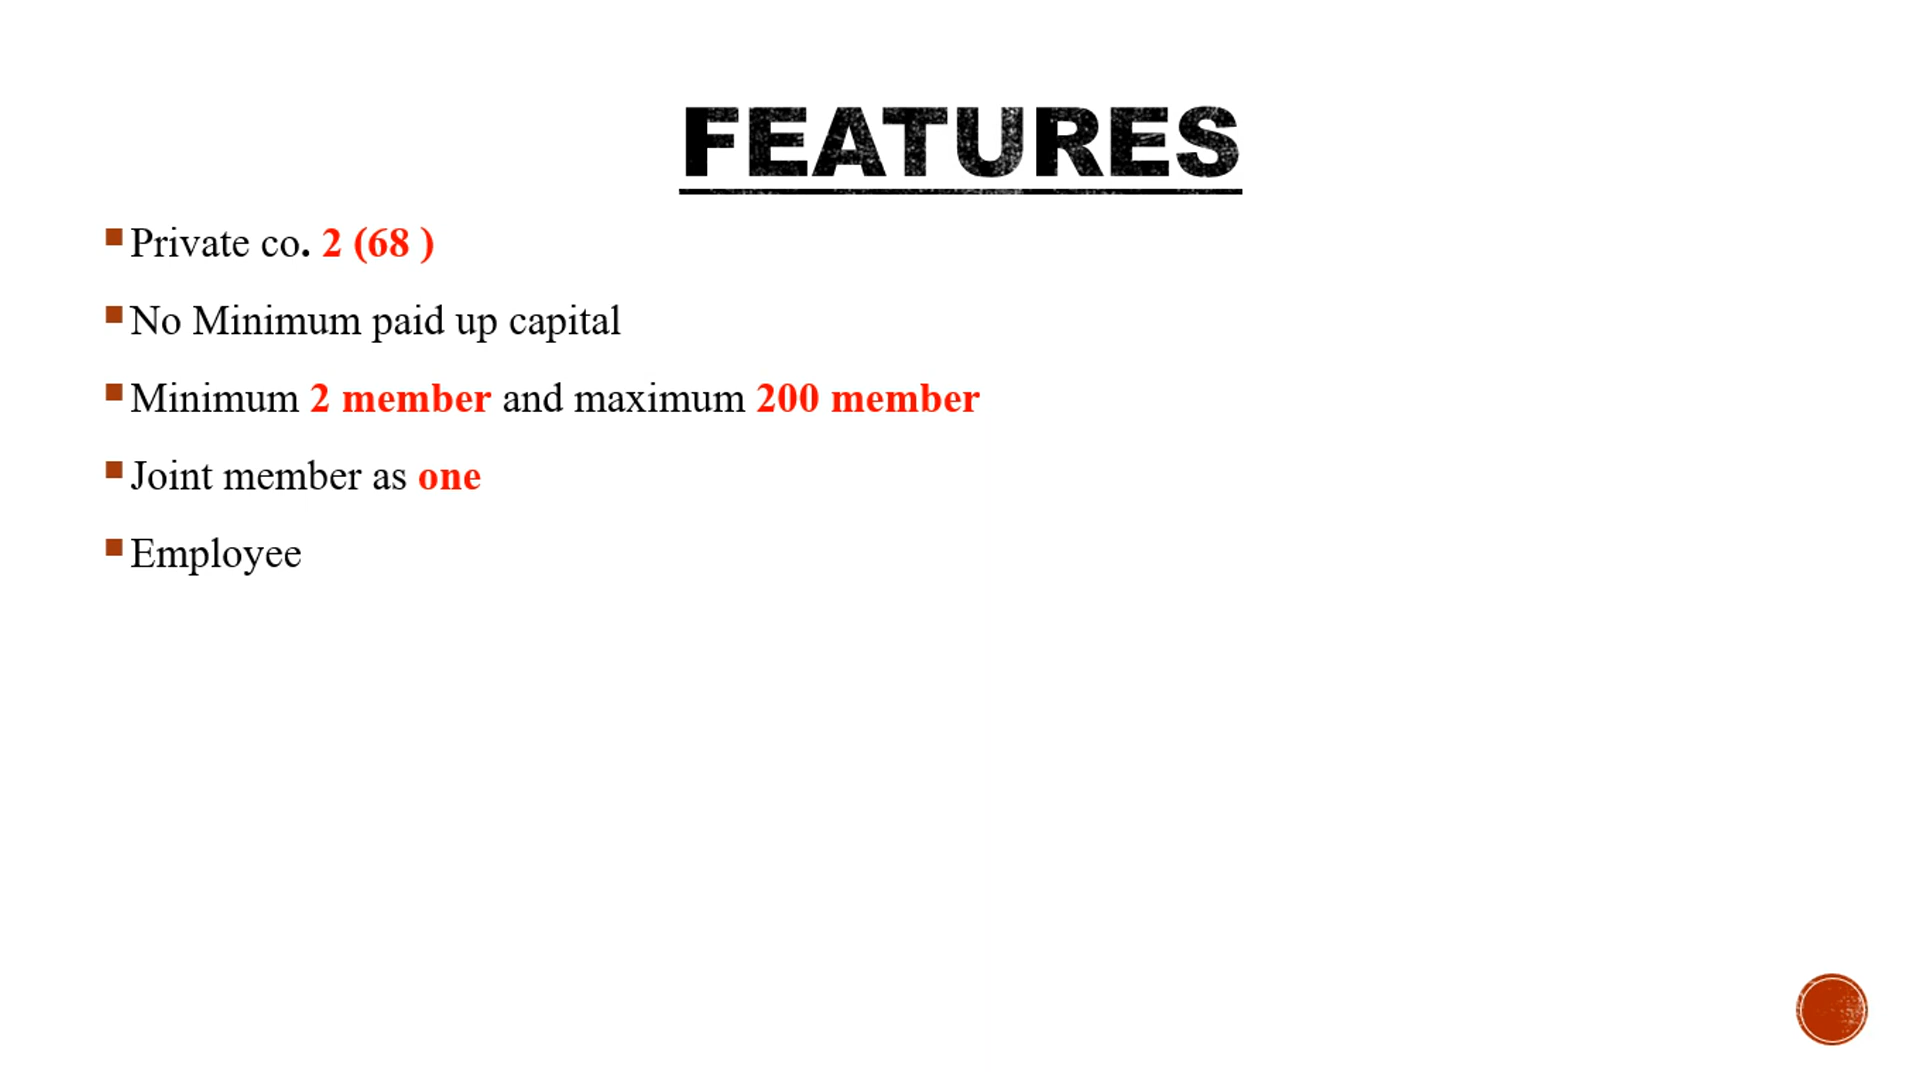 FEATURES
Private co. 2 (68 )
No Minimum paid up capital
Minimum 2 member and maximum 200 member
Joint member as one
Employee